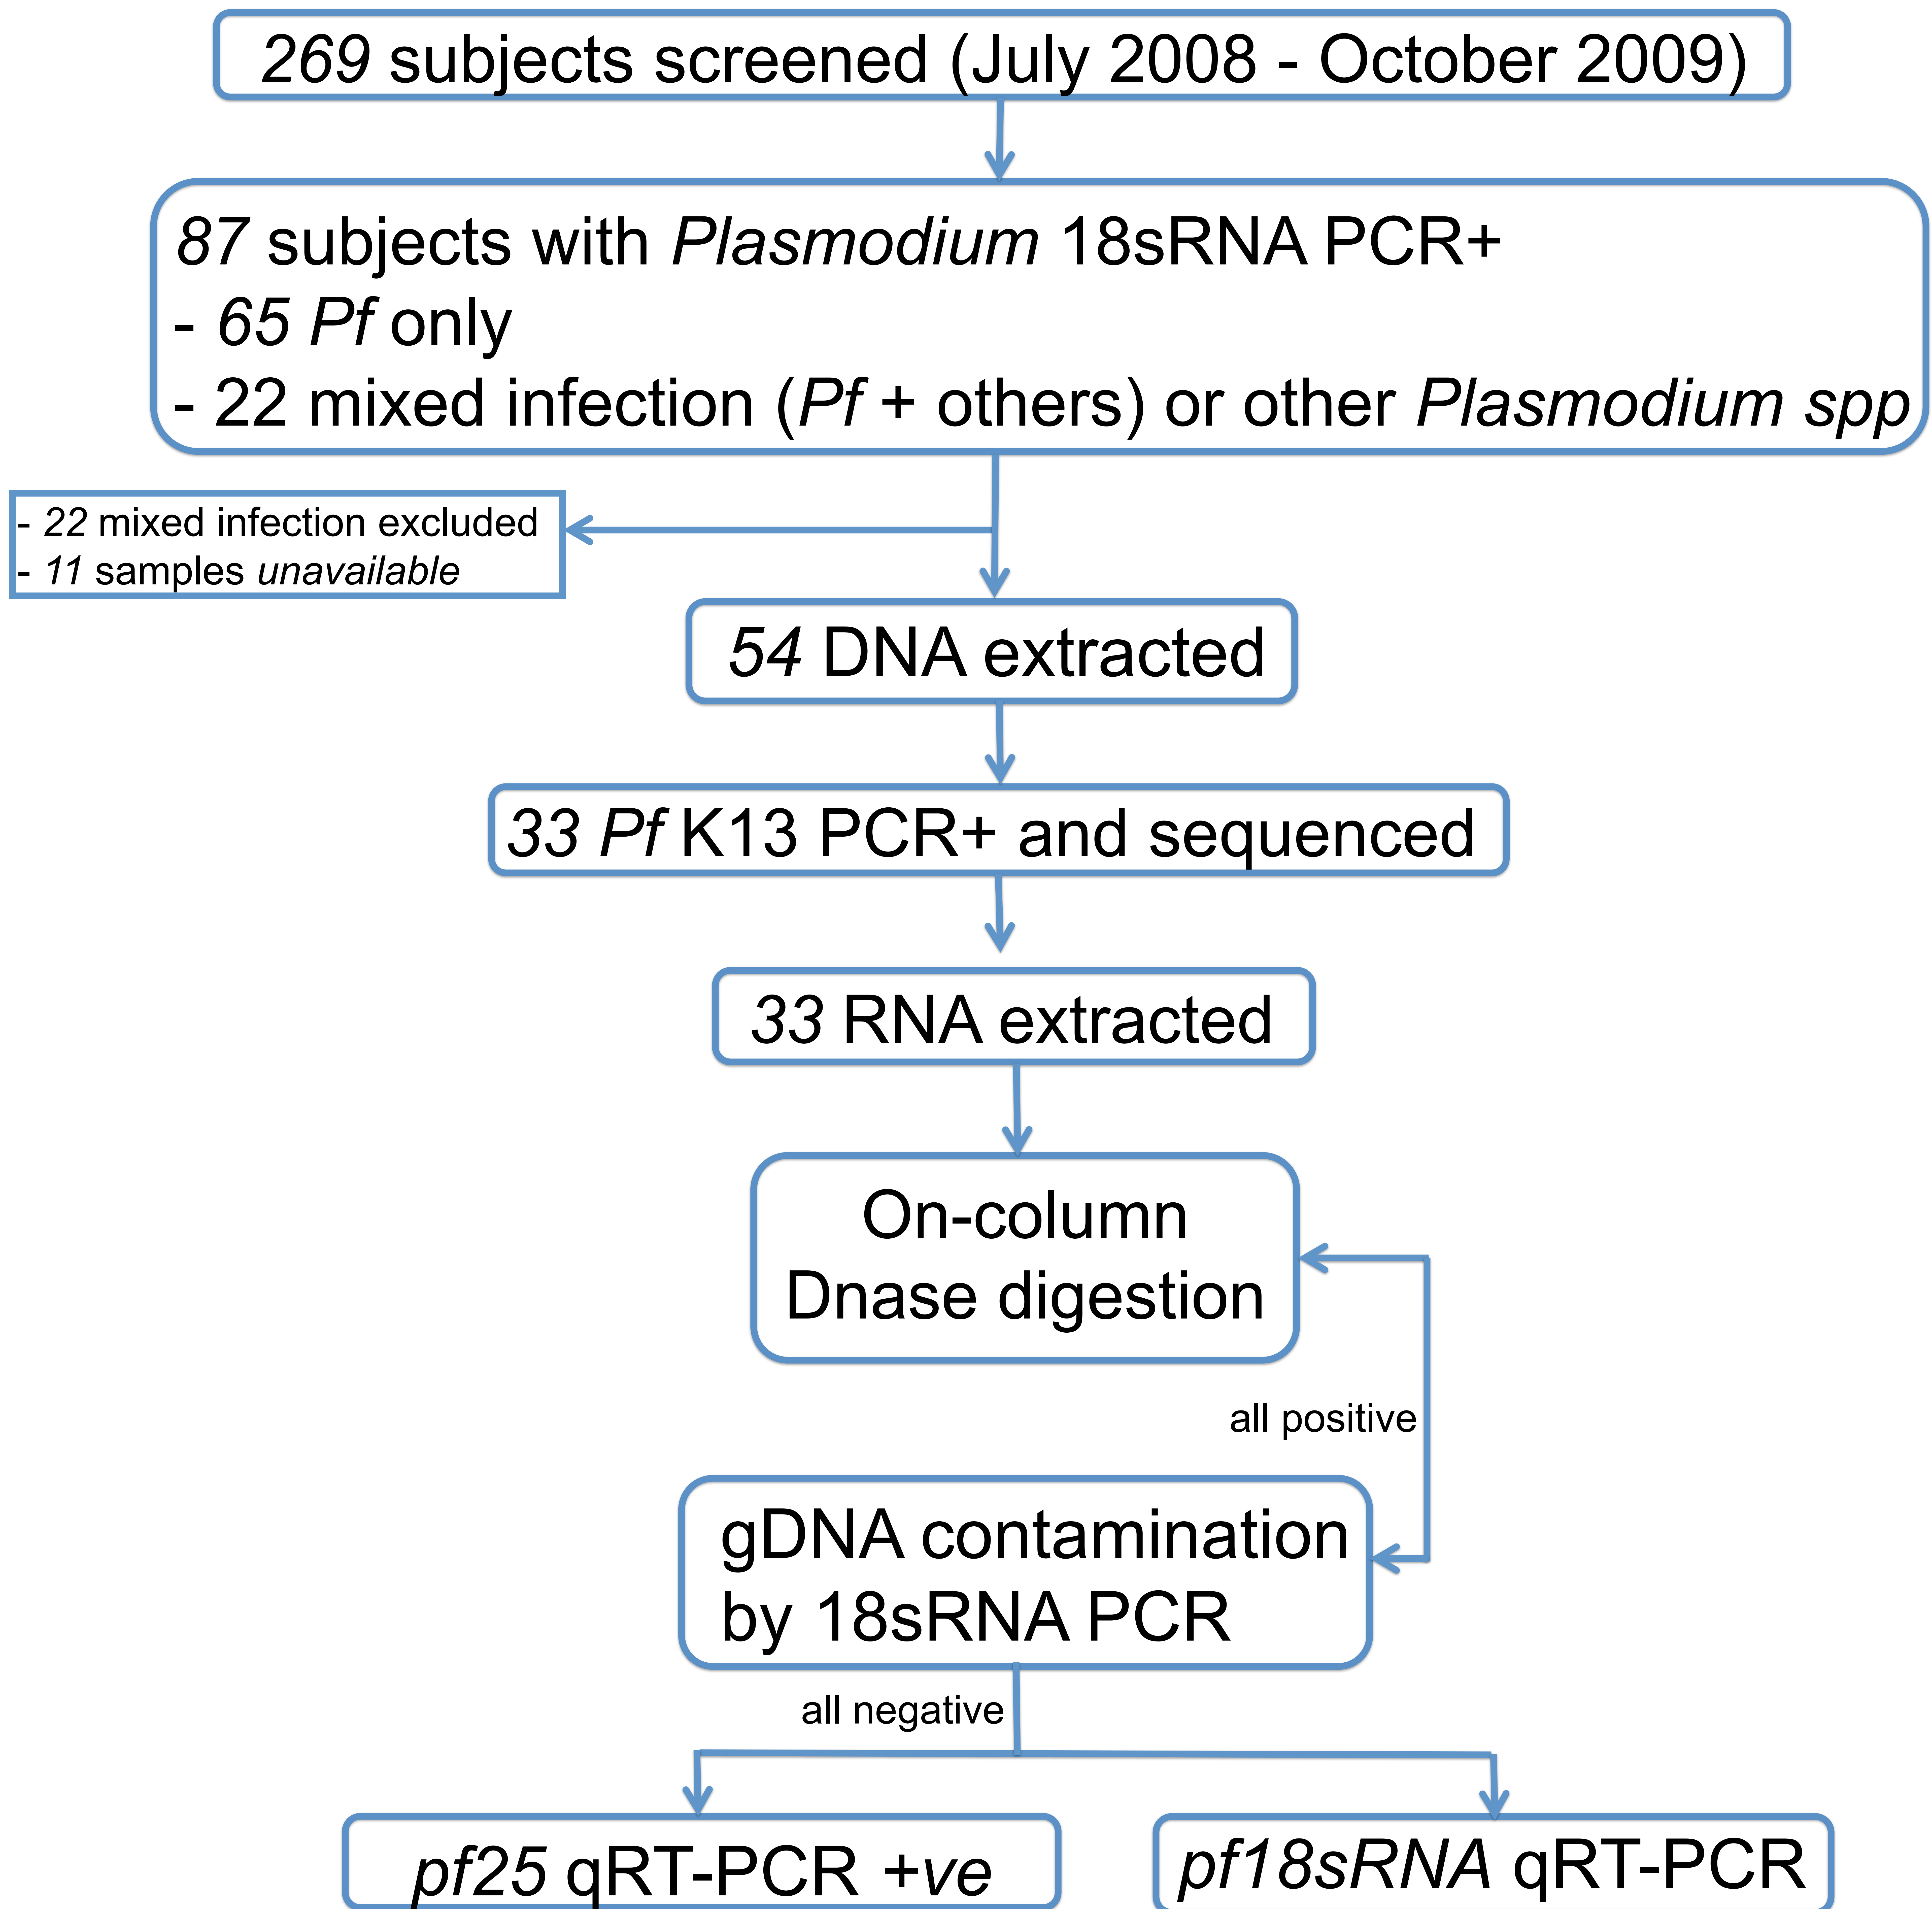 269 subjects screened (July 2008 - October 2009)
87 subjects with Plasmodium 18sRNA PCR+
- 65 Pf only
- 22 mixed infection (Pf + others) or other Plasmodium spp
- 22 mixed infection excluded
- 11 samples unavailable
54 DNA extracted
33 Pf K13 PCR+ and sequenced
33 RNA extracted
On-column
Dnase digestion
all positive
gDNA contamination
by 18sRNA PCR
all negative
pf25 qRT-PCR +ve
pf18sRNA qRT-PCR